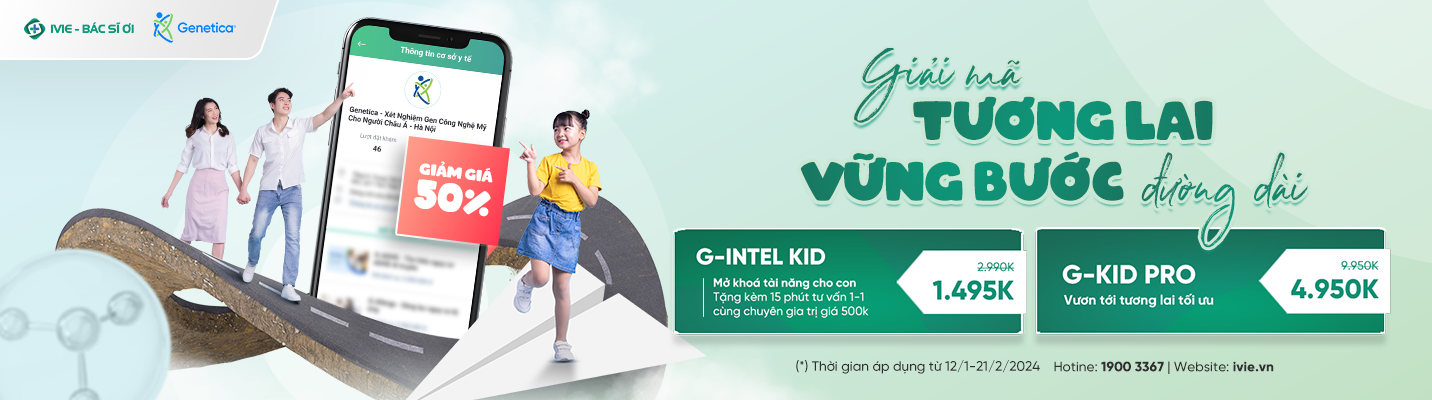 IVIE - BÁC SĨ ƠI
Genetica®
Thông tin cơ sở y tế
Genetica - Xét Nghiệm Gen Công Nghệ Mỹ
Cho Người Châu Á - Hà Nội
Lượt đặt khám
46
GIẢM GIÁ
50%
Giải mã
TƯƠNG LAI
VỮNG BƯỚC đường dài
G-INTEL KID
Mở khoá tài năng cho con
Tặng kèm 15 phút tư vấn 1-1
cùng chuyên gia trị giá 500k
2.990K
1.495K
G-KID PRO
Vươn tới tương lai tối ưu
9.950K
4.950K
(*) Thời gian áp dụng từ 12/1-21/2/2024 Hotine: 1900 3367 | Website: ivie.vn